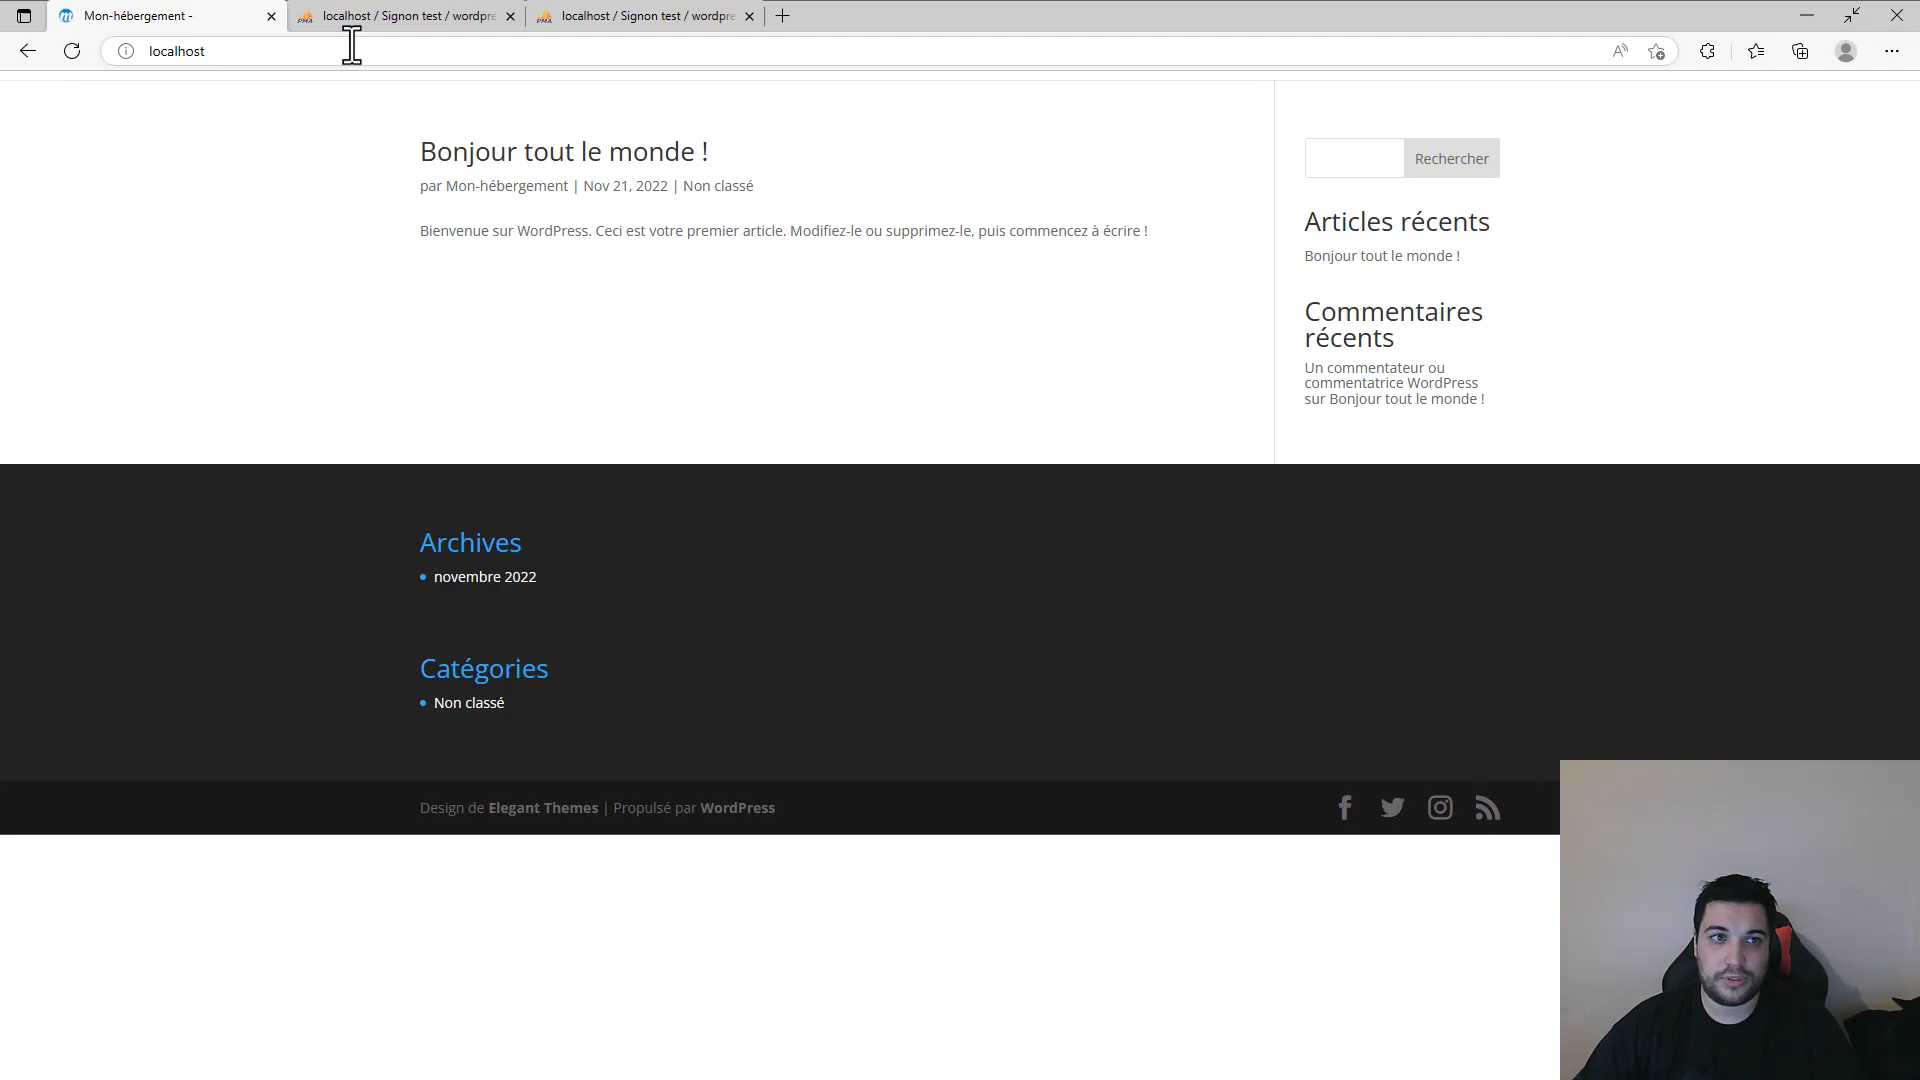 Mon-hébergement -
localhost / Signon test / wordpre
localhost / Signon test / wordpre
localhost
Bonjour tout le monde !
par Mon-hébergement | Nov 21, 2022 | Non classé
Bienvenue sur WordPress. Ceci est votre premier article. Modifiez-le ou supprimez-le, puis commencez à écrire !
Rechercher
Articles récents
Bonjour tout le monde !
Commentaires
récents
Un commentateur ou
commentatrice WordPress
sur Bonjour tout le monde !
Archives
novembre 2022
Catégories
Non classé
Design de Elegant Themes | Propulsé par WordPress